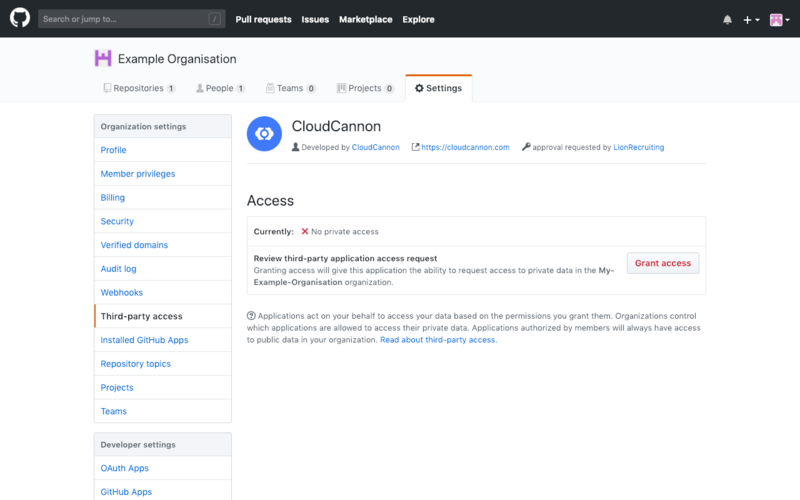 Search or jump to...
/
Pull requests
Issues
Marketplace
Explore
Example Organisation
Repositories 1
People 1
Teams 0
Projects 0
Settings
Organization settings
Profile
Member privileges
Billing
Security
Verified domains
Audit log
Webhooks
Third-party access
Installed GitHub Apps
Repository topics
Projects
Teams
Developer settings
OAuth Apps
GitHub Apps
CloudCannon
Developed by CloudCannon
https://cloudcannon.com
approval requested by LionRecruiting
Access
Currently: No private access
Review third-party application access request
Granting access will give this application the ability to request access to private data in the My-
Example-Organisation organization.
Grant access
Applications act on your behalf to access your data based on the permissions you grant them. Organizations control
which applications are allowed to access their private data. Applications authorized by members will always have access
to public data in your organization. Read about third-party access.